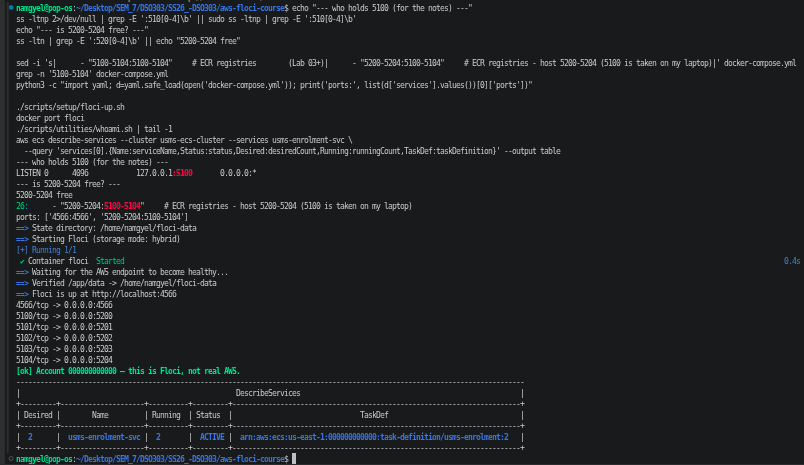 namgyel@pop-os:~/Desktop/SEM_7/DSO303/SS26_-DSO303/aws-floci-course$ echo "--- who holds 5100 (for the notes) ---"
ss -ltnp 2>/dev/null | grep -E ':510[0-4]\b' || sudo ss -ltnp | grep -E ':510[0-4]\b'
echo "--- is 5200-5204 free? ---"
ss -ltn | grep -E ':520[0-4]\b' || echo "5200-5204 free"
sed -i 's|      - "5100-5104:5100-5104"     # ECR registries        (Lab 03+)|      - "5200-5204:5100-5104"     # ECR registries - host 5200-5204 (5100 is taken on my laptop)|' docker-compose.yml
grep -n '5100-5104' docker-compose.yml
python3 -c "import yaml; d=yaml.safe_load(open('docker-compose.yml')); print('ports:', list(d['services'].values())[0]['ports'])"
./scripts/setup/floci-up.sh
docker port floci
./scripts/utilities/whoami.sh | tail -1
aws ecs describe-services --cluster usms-ecs-cluster --services usms-enrolment-svc \
  --query 'services[0].{Name:serviceName,Status:status,Desired:desiredCount,Running:runningCount,TaskDef:taskDefinition}' --output table
--- who holds 5100 (for the notes) ---
LISTEN 0      4096            127.0.0.1:5100       0.0.0.0:*
--- is 5200-5204 free? ---
5200-5204 free
26:      - "5200-5204:5100-5104"     # ECR registries - host 5200-5204 (5100 is taken on my laptop)
ports: ['4566:4566', '5200-5204:5100-5104']
==> State directory: /home/namgyel/floci-data
==> Starting Floci (storage mode: hybrid)
[+] Running 1/1
✔ Container floci  Started 0.4s
==> Waiting for the AWS endpoint to become healthy...
==> Verified /app/data -> /home/namgyel/floci-data
==> Floci is up at http://localhost:4566
4566/tcp -> 0.0.0.0:4566
5100/tcp -> 0.0.0.0:5200
5101/tcp -> 0.0.0.0:5201
5102/tcp -> 0.0.0.0:5202
5103/tcp -> 0.0.0.0:5203
5104/tcp -> 0.0.0.0:5204
[ok] Account 000000000000 — this is Floci, not real AWS.
DescribeServices
| Desired | Name | Running | Status | TaskDef |
| 2 | usms-enrolment-svc | 2 | ACTIVE | arn:aws:ecs:us-east-1:000000000000:task-definition/usms-enrolment:2 |
namgyel@pop-os:~/Desktop/SEM_7/DSO303/SS26_-DSO303/aws-floci-course$